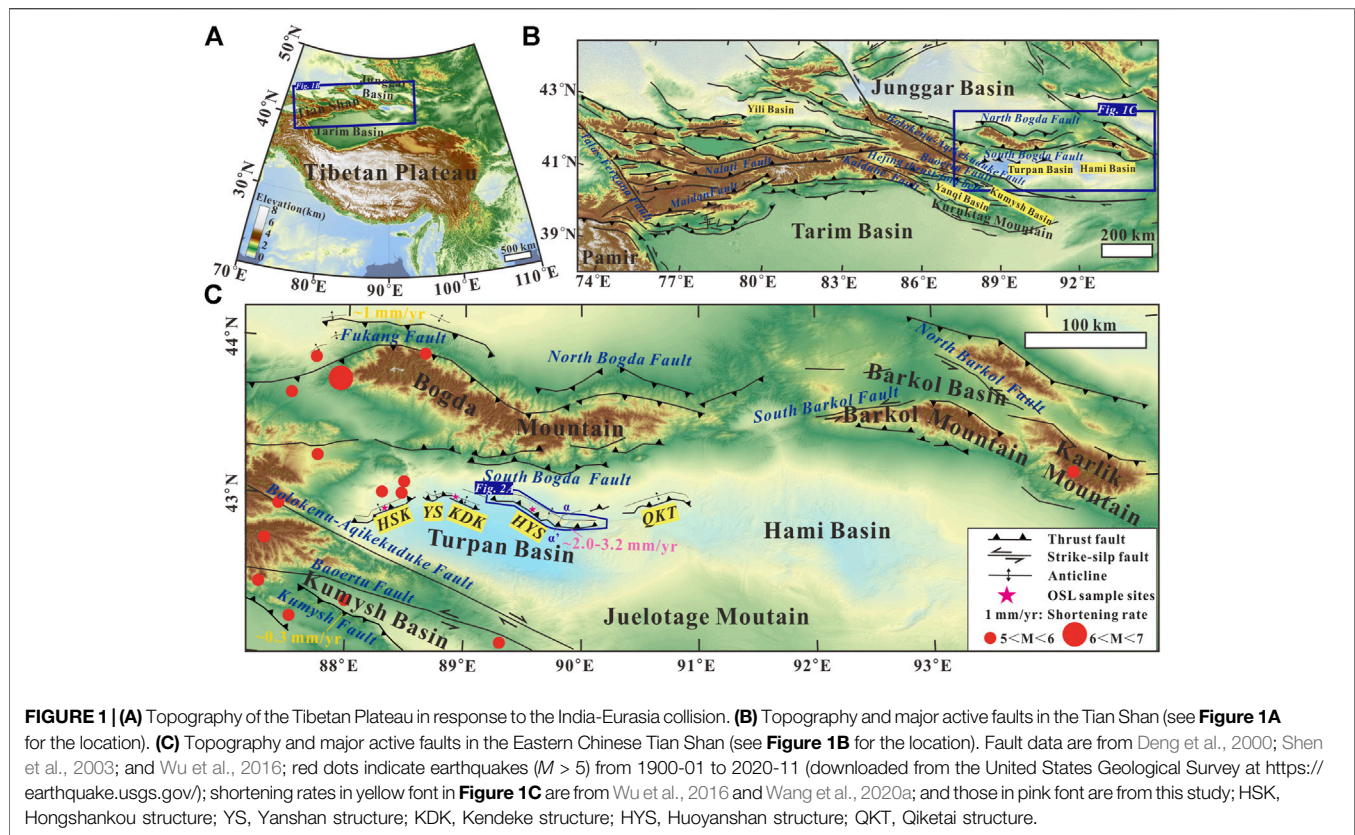 A
50°N
40°N
30°N
Fig. 1B
Junggar
Basin
Tian Shan
Tarim Basin
Tibetan Plateau
Elevation(km)
8
6
4
2
0
500 km
70°E
80°E
90°E
100°E
110°E
B
43°N
41°N
39°N
Junggar Basin
Yili Basin
Fig. 1C
North Bogda Fault
Bolokenu-Aqikekuduke Fault
South Bogda Fault
Turpan Basin
Hami Basin
Talas-Fergana Fault
Nalati Fault
Maidan Fault
Baoertu Fault
Yanqi Basin
Kumysh Basin
Kuruktag Mountain
Tarim Basin
Pamir
200 km
74°E
77°E
80°E
83°E
86°E
89°E
92°E
C
44°N
43°N
~1 mm/yr
Fukang Fault
North Bogda Fault
Bogda
Mountain
100 km
North Barkol Fault
Barkol Basin
South Barkol Fault
Barkol Mountain
Karlik
Mountain
South Bogda Fault
Fig. 2A
α
α'
HSK
YS
KDK
HYS
QKT
~2.0-3.2 mm/yr
Bolokenu-Aqikekuduke Fault
Turpan Basin
Hami Basin
Baoertu Fault
Kumysh Basin
Kumysh Fault
~0.3 mm/yr
Juelotage Moutain
Thrust fault
Strike-silp fault
Anticline
OSL sample sites
1 mm/yr: Shortening rate
5<M<6
6<M<7
88°E
89°E
90°E
91°E
92°E
93°E
FIGURE 1 | (A) Topography of the Tibetan Plateau in response to the India-Eurasia collision. (B) Topography and major active faults in the Tian Shan (see Figure 1A
for the location). (C) Topography and major active faults in the Eastern Chinese Tian Shan (see Figure 1B for the location). Fault data are from Deng et al., 2000; Shen
et al., 2003; and Wu et al., 2016; red dots indicate earthquakes (M > 5) from 1900-01 to 2020-11 (downloaded from the United States Geological Survey at https://
earthquake.usgs.gov/); shortening rates in yellow font in Figure 1C are from Wu et al., 2016 and Wang et al., 2020a; and those in pink font are from this study; HSK,
Hongshankou structure; YS, Yanshan structure; KDK, Kendeke structure; HYS, Huoyanshan structure; QKT, Qiketai structure.